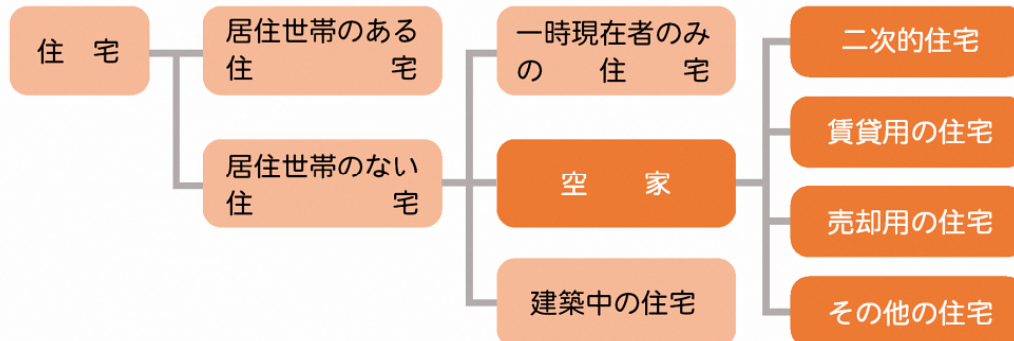 住　宅
居住世帯のある
住　　　　　宅
居住世帯のない
住　　　　　宅
一時現在者のみ
の　　住　　宅
空　　家
建築中の住宅
二次的住宅
賃貸用の住宅
売却用の住宅
その他の住宅